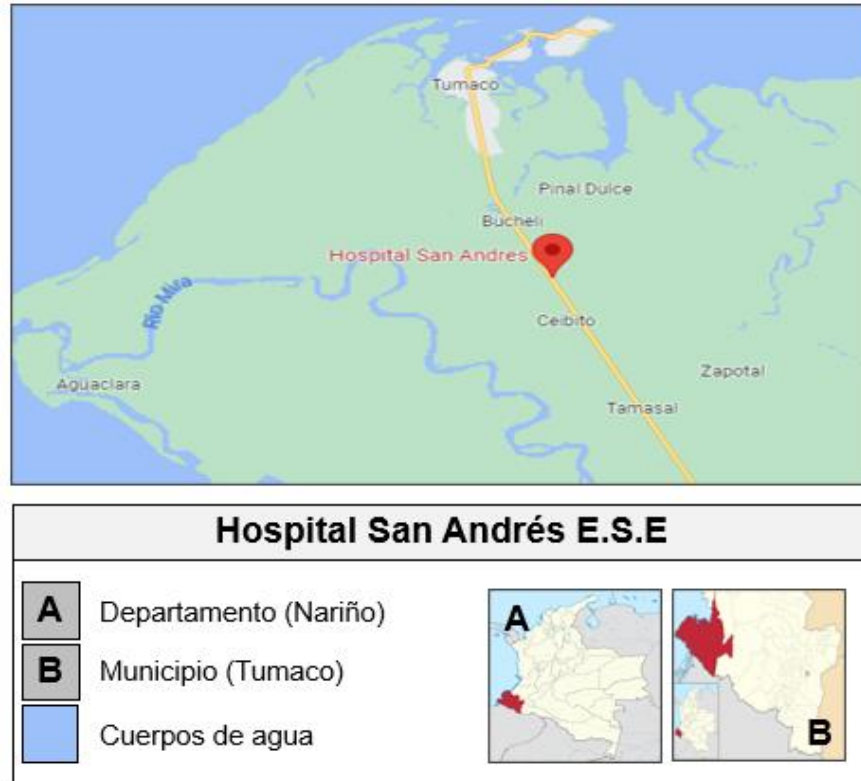 Tumaco
Pinal Dulce
Bucheli
Hospital San Andres
Río Mira
Ceibito
Zapotal
Aguaclara
Tamasal
Hospital San Andrés E.S.E
A Departamento (Nariño)
B Municipio (Tumaco)
Cuerpos de agua
A
B